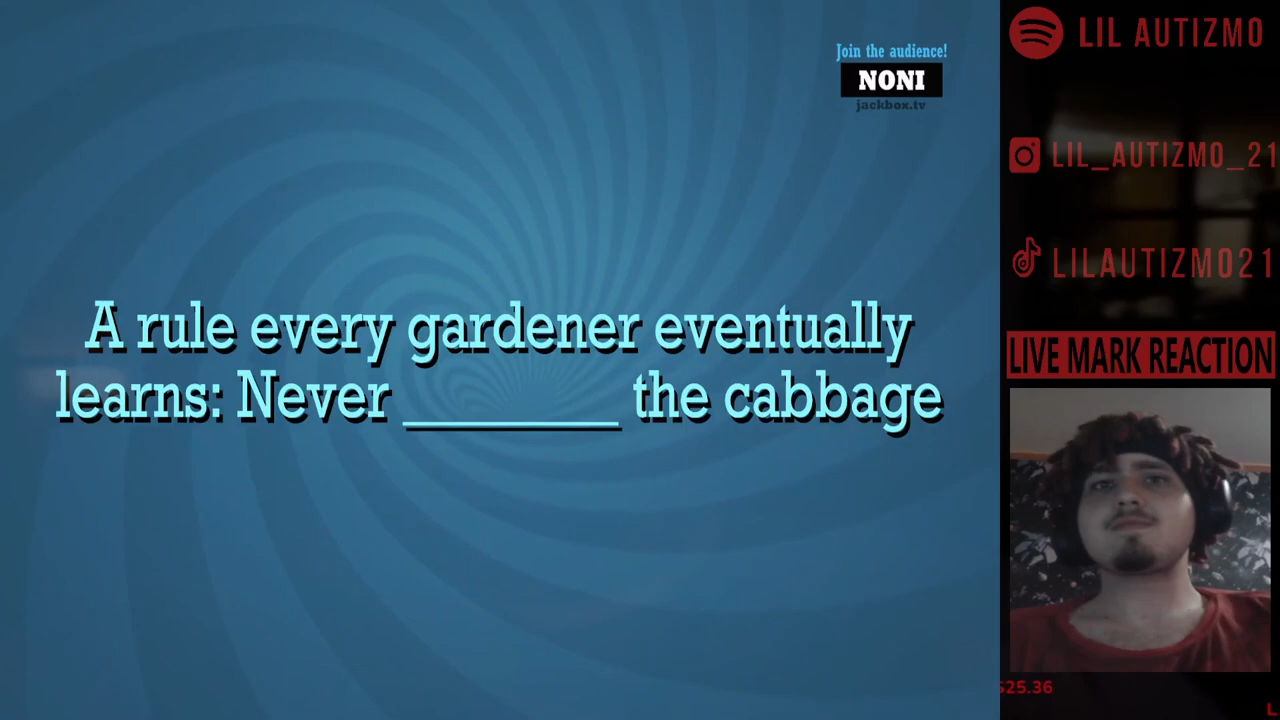 Join the audience!
NONI
jackbox.tv
A rule every gardener eventually
learns: Never ________ the cabbage
LIL AUTIZMO
LIL_AUTIZMO_21
LILAUTIZMO21
LIVE MARK REACTION
$25.36
L